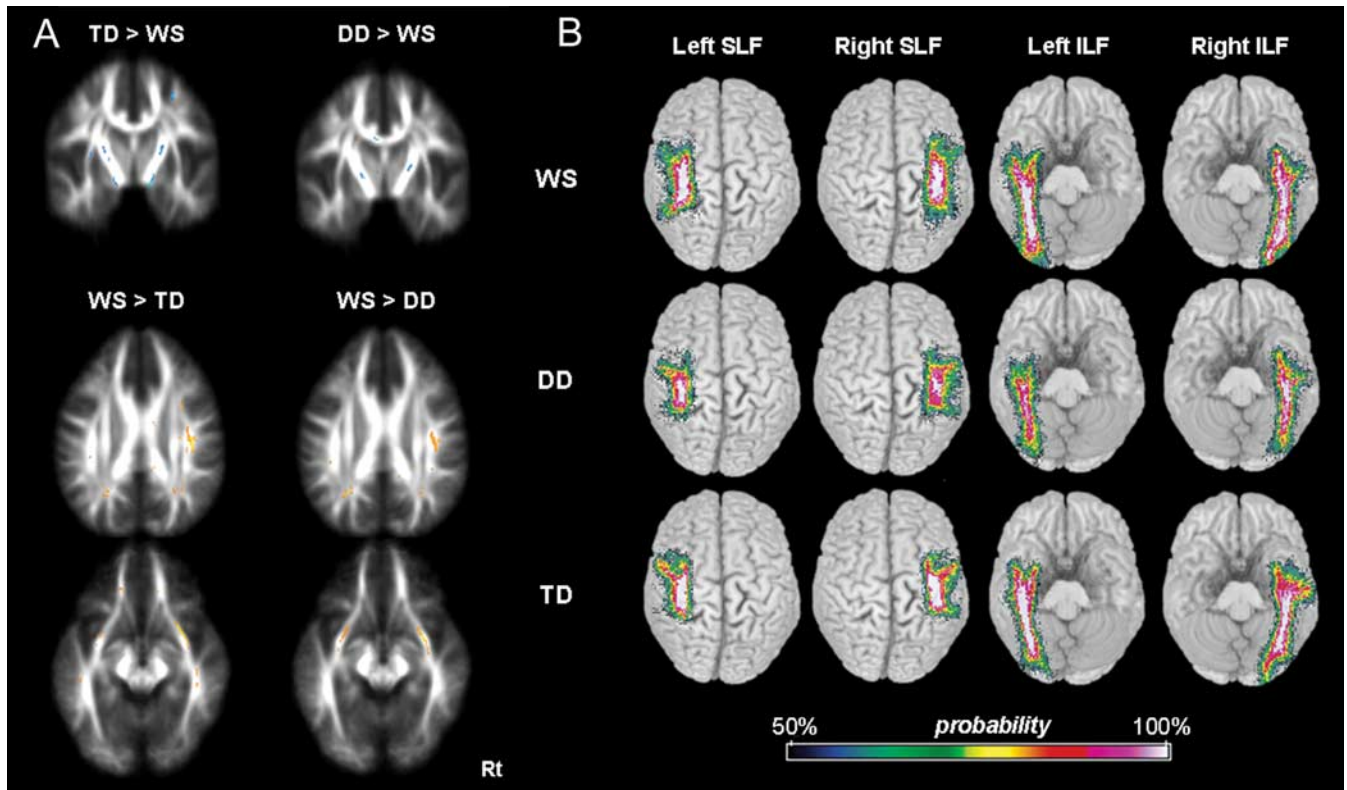 A
TD > WS
DD > WS
WS > TD
WS > DD
Rt
B
Left SLF
Right SLF
Left ILF
Right ILF
WS
DD
TD
50%
probability
100%